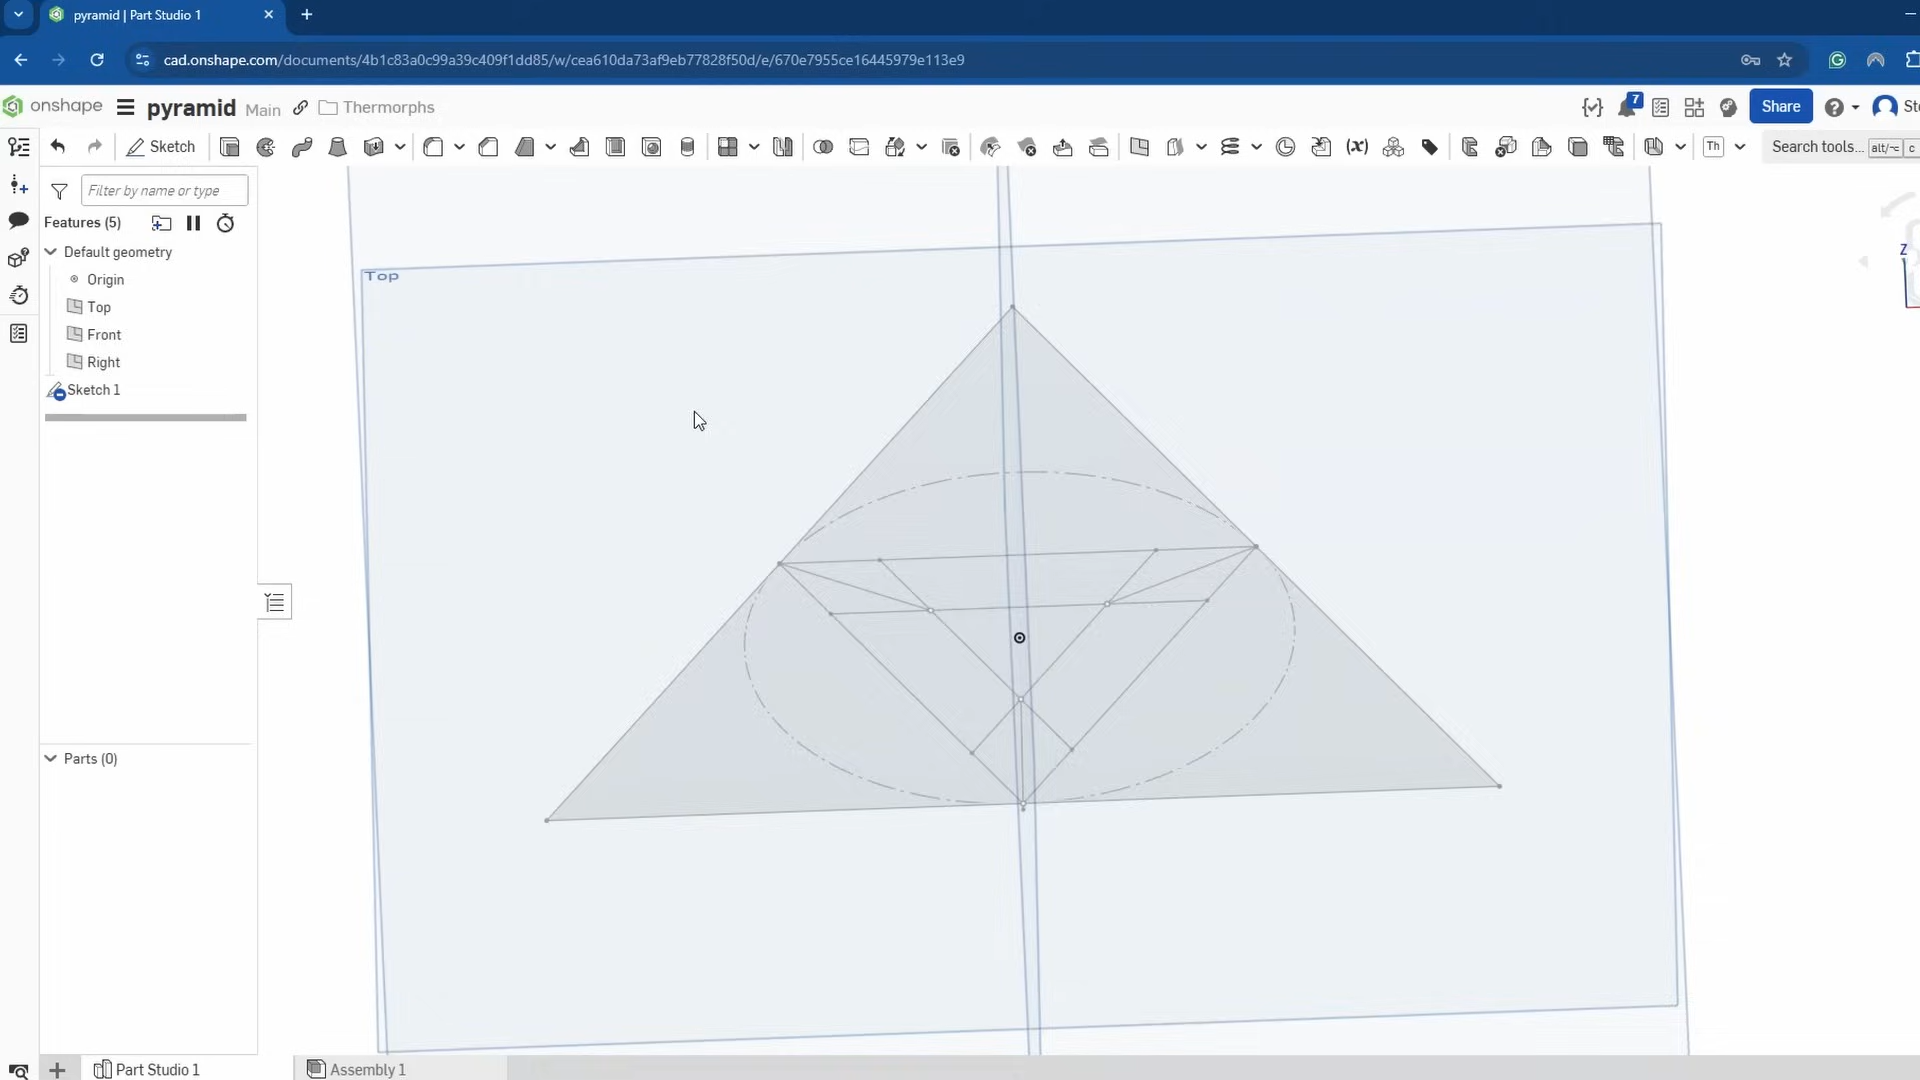 pyramid | Part Studio 1
cad.onshape.com/documents/4b1c83a0c99a39c409f1dd85/w/cea610da73af9eb77828f50d/e/670e7955ce16445979e113e9
onshape pyramid Main Thermorphs 7 Share
Sketch (x) Th Search tools... alt/⌥ c
Filter by name or type
Features (5)
Default geometry
Origin
Top
Front
Right
Sketch 1
Parts (0)
Top
Z
Part Studio 1 Assembly 1